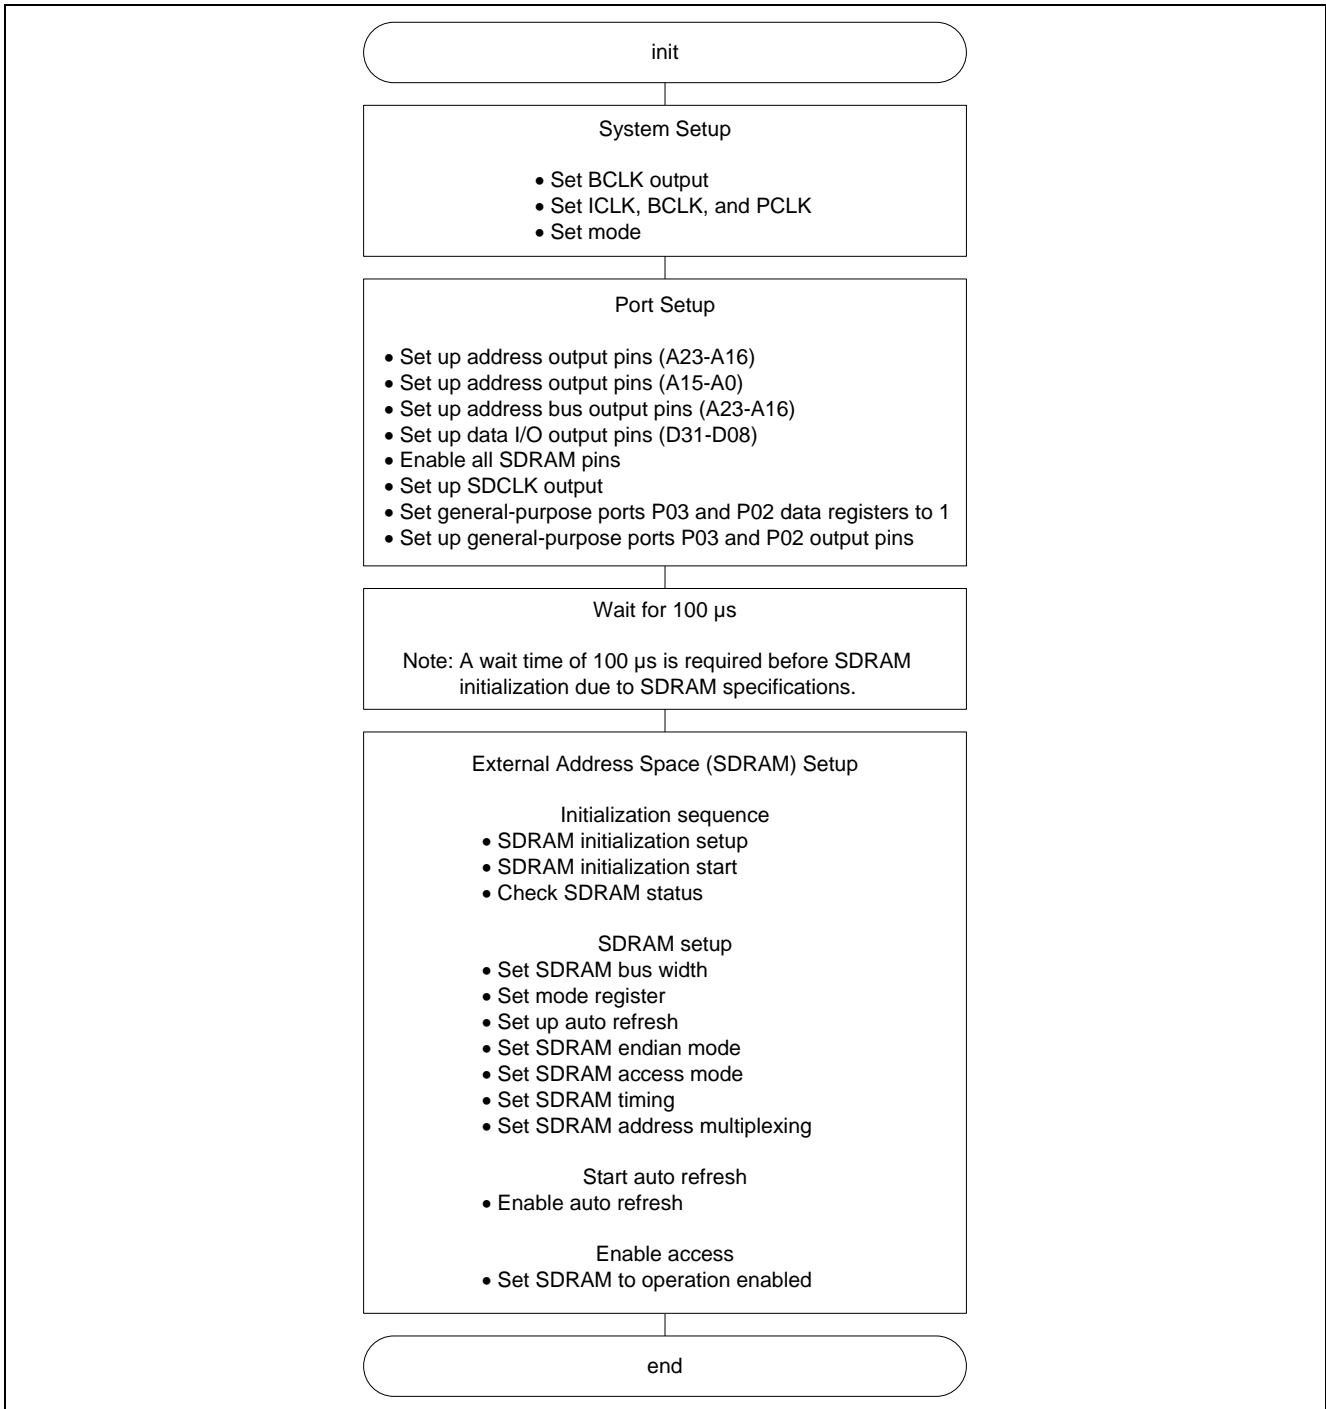 init
System Setup
• Set BCLK output
• Set ICLK, BCLK, and PCLK
• Set mode
Port Setup
• Set up address output pins (A23-A16)
• Set up address output pins (A15-A0)
• Set up address bus output pins (A23-A16)
• Set up data I/O output pins (D31-D08)
• Enable all SDRAM pins
• Set up SDCLK output
• Set general-purpose ports P03 and P02 data registers to 1
• Set up general-purpose ports P03 and P02 output pins
Wait for 100 µs
Note: A wait time of 100 µs is required before SDRAM
initialization due to SDRAM specifications.
External Address Space (SDRAM) Setup
Initialization sequence
• SDRAM initialization setup
• SDRAM initialization start
• Check SDRAM status
SDRAM setup
• Set SDRAM bus width
• Set mode register
• Set up auto refresh
• Set SDRAM endian mode
• Set SDRAM access mode
• Set SDRAM timing
• Set SDRAM address multiplexing
Start auto refresh
• Enable auto refresh
Enable access
• Set SDRAM to operation enabled
end